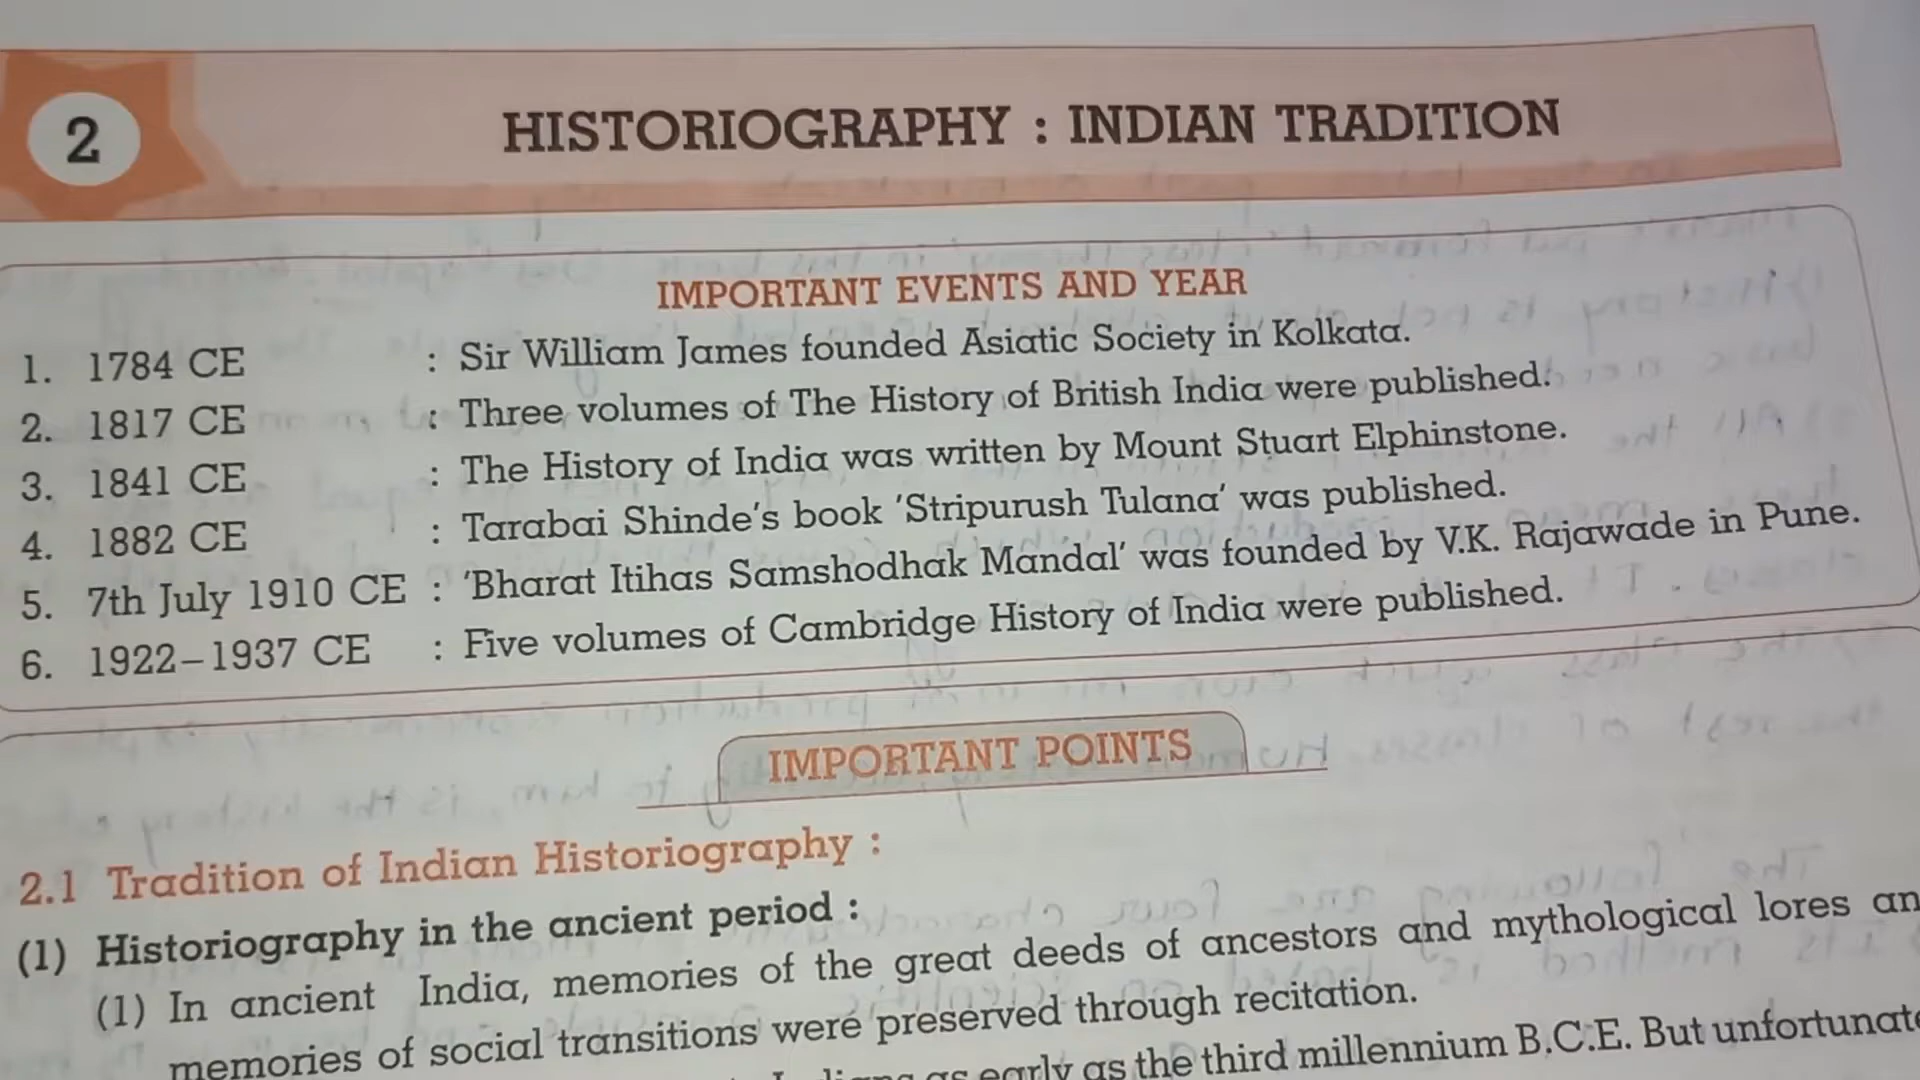 2
HISTORIOGRAPHY : INDIAN TRADITION
IMPORTANT EVENTS AND YEAR
1. 1784 CE : Sir William James founded Asiatic Society in Kolkata.
2. 1817 CE : Three volumes of The History of British India were published.
3. 1841 CE : The History of India was written by Mount Stuart Elphinstone.
4. 1882 CE : Tarabai Shinde's book 'Stripurush Tulana' was published.
5. 7th July 1910 CE : 'Bharat Itihas Samshodhak Mandal' was founded by V.K. Rajawade in Pune.
6. 1922–1937 CE : Five volumes of Cambridge History of India were published.
IMPORTANT POINTS
2.1 Tradition of Indian Historiography :
(1) Historiography in the ancient period :
(1) In ancient India, memories of the great deeds of ancestors and mythological lores an
memories of social transitions were preserved through recitation.
as early as the third millennium B.C.E. But unfortunate